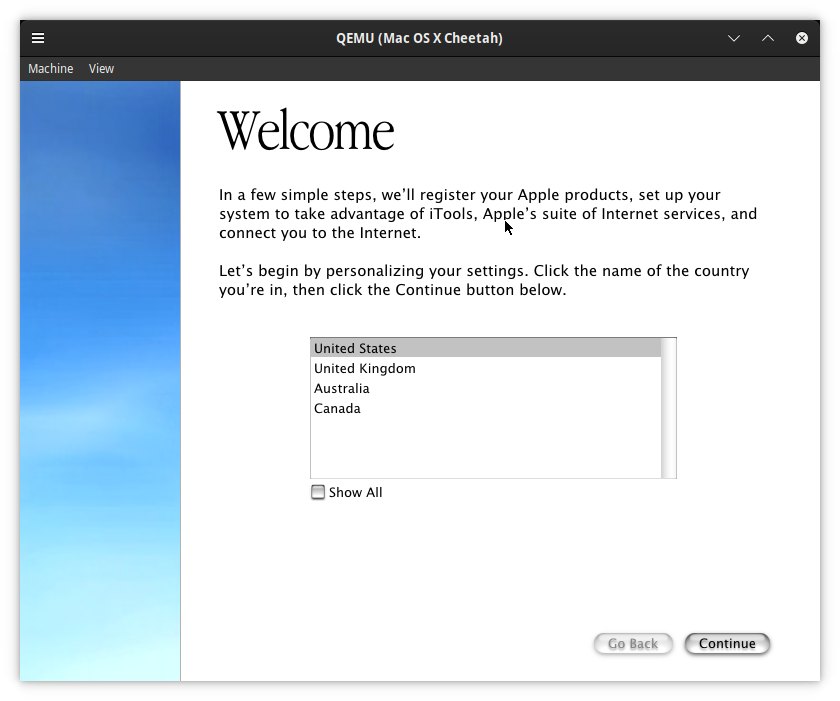 QEMU (Mac OS X Cheetah)
Machine View
Welcome
In a few simple steps, we’ll register your Apple products, set up your
system to take advantage of iTools, Apple’s suite of Internet services, and
connect you to the Internet.
Let’s begin by personalizing your settings. Click the name of the country
you’re in, then click the Continue button below.
United States
United Kingdom
Australia
Canada
Show All
Go Back Continue